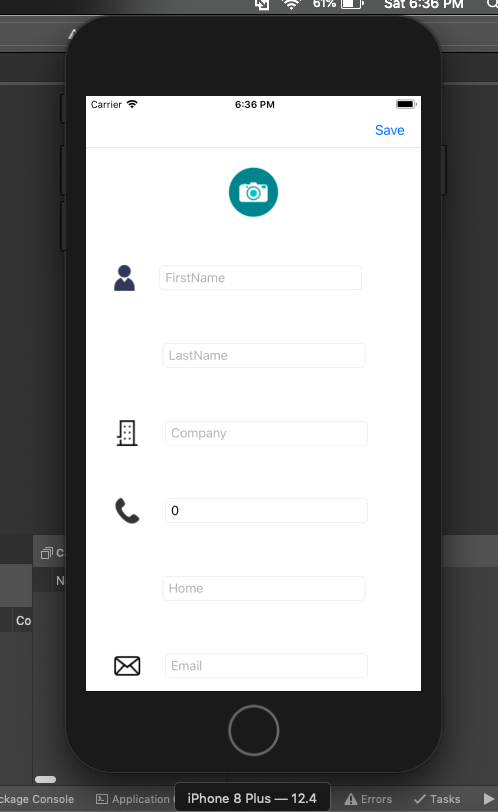 61%
Sat 6:36 PM
Carrier
6:36 PM
Save
FirstName
LastName
Company
0
C
N
Home
Co
Email
ckage Console
Application
Errors
Tasks
iPhone 8 Plus — 12.4